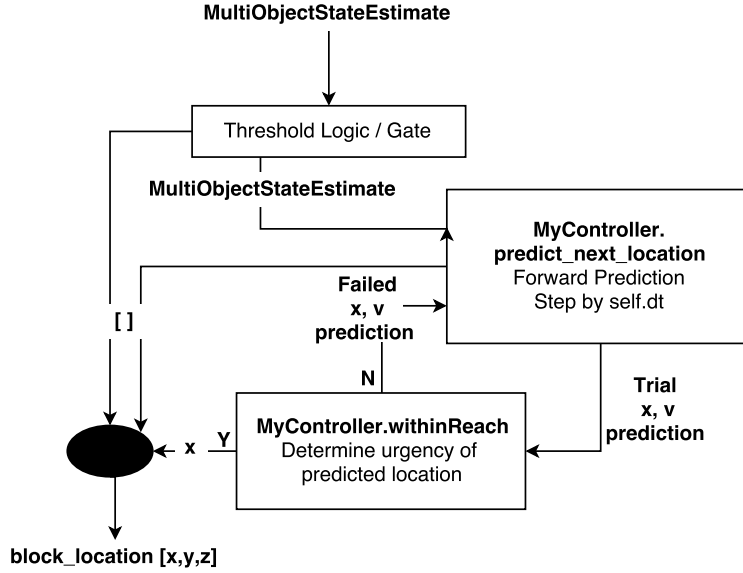 MultiObjectStateEstimate
Threshold Logic / Gate
MultiObjectStateEstimate
MyController.
predict_next_location
Forward Prediction
Step by self.dt
Failed
x, v
prediction
[ ]
N
Trial
x, v
prediction
MyController.withinReach
Determine urgency of
predicted location
Y
x
block_location [x,y,z]